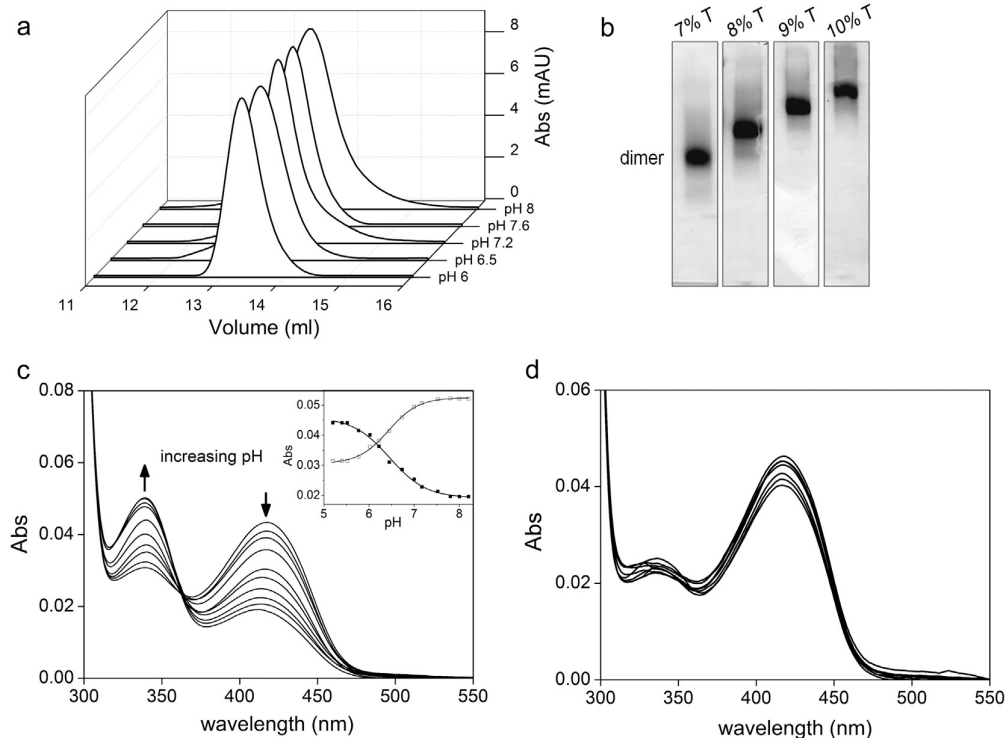 a
8
6
4
2
0
Abs (mAU)
pH 8
pH 7.6
pH 7.2
pH 6.5
pH 6
11
12
13
14
15
16
Volume (ml)
b
7% T
8% T
9% T
10% T
dimer
c
0.08
0.06
0.04
0.02
0.00
Abs
increasing pH
0.05
0.04
0.03
0.02
Abs
5
6
7
8
pH
300
350
400
450
500
550
wavelength (nm)
d
0.06
0.04
0.02
0.00
Abs
300
350
400
450
500
550
wavelength (nm)